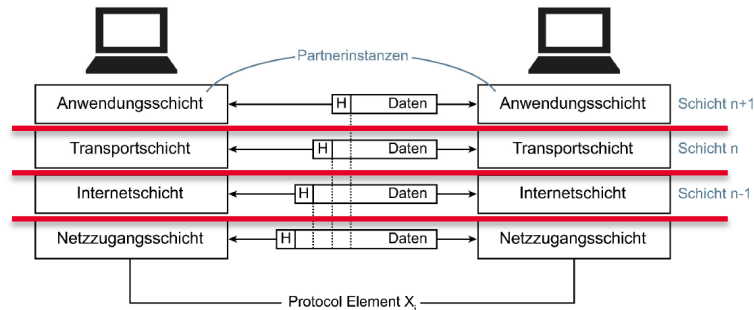 Partnerinstanzen
Anwendungsschicht H Daten Anwendungsschicht Schicht n+1
Transportschicht H Daten Transportschicht Schicht n
Internetschicht H Daten Internetschicht Schicht n-1
Netzzugangsschicht H Daten Netzzugangsschicht
Protocol Element Xi